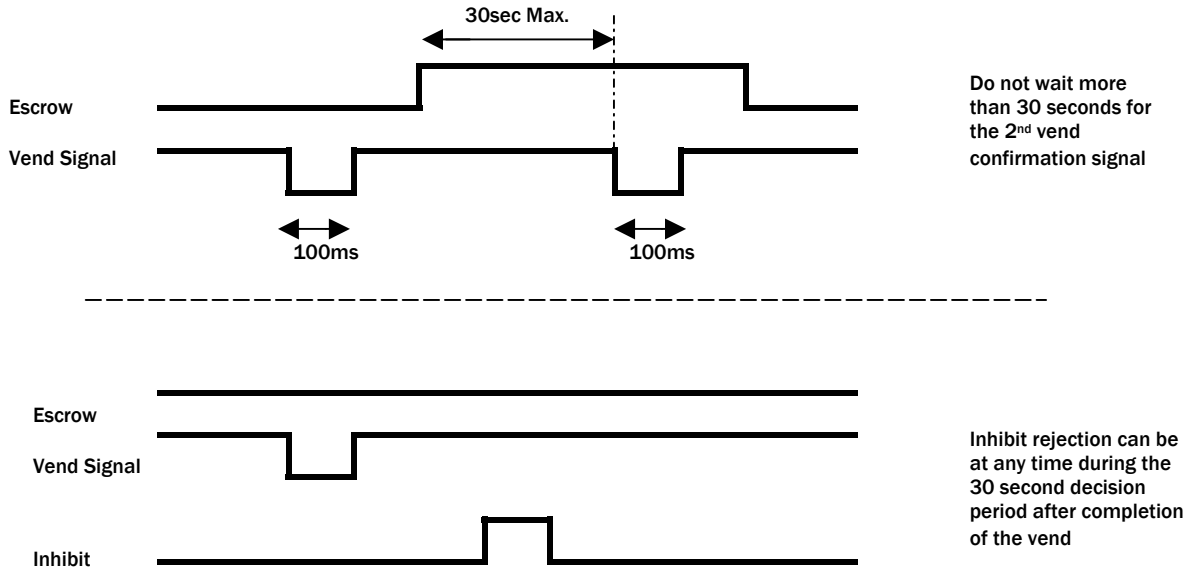 30sec Max.
Escrow
Vend Signal
100ms
100ms
Do not wait more
than 30 seconds for
the 2nd vend
confirmation signal
Escrow
Vend Signal
Inhibit
Inhibit rejection can be
at any time during the
30 second decision
period after completion
of the vend